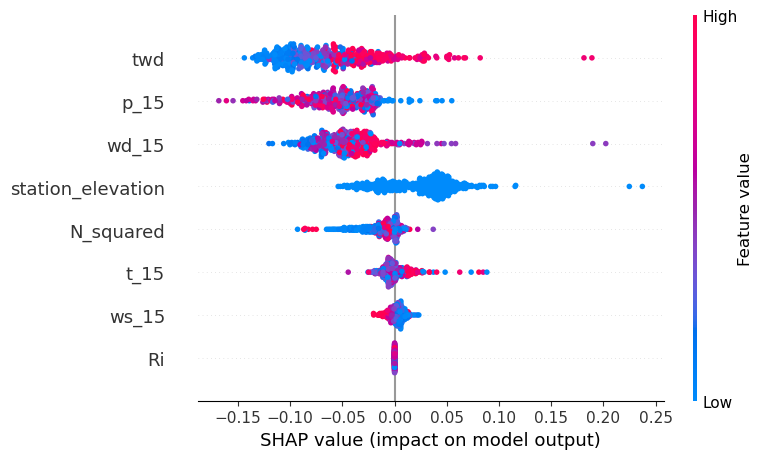 High
twd
p_15
wd_15
station_elevation
N_squared
t_15
ws_15
Ri
Feature value
Low
−0.15 −0.10 −0.05 0.00 0.05 0.10 0.15 0.20 0.25
SHAP value (impact on model output)